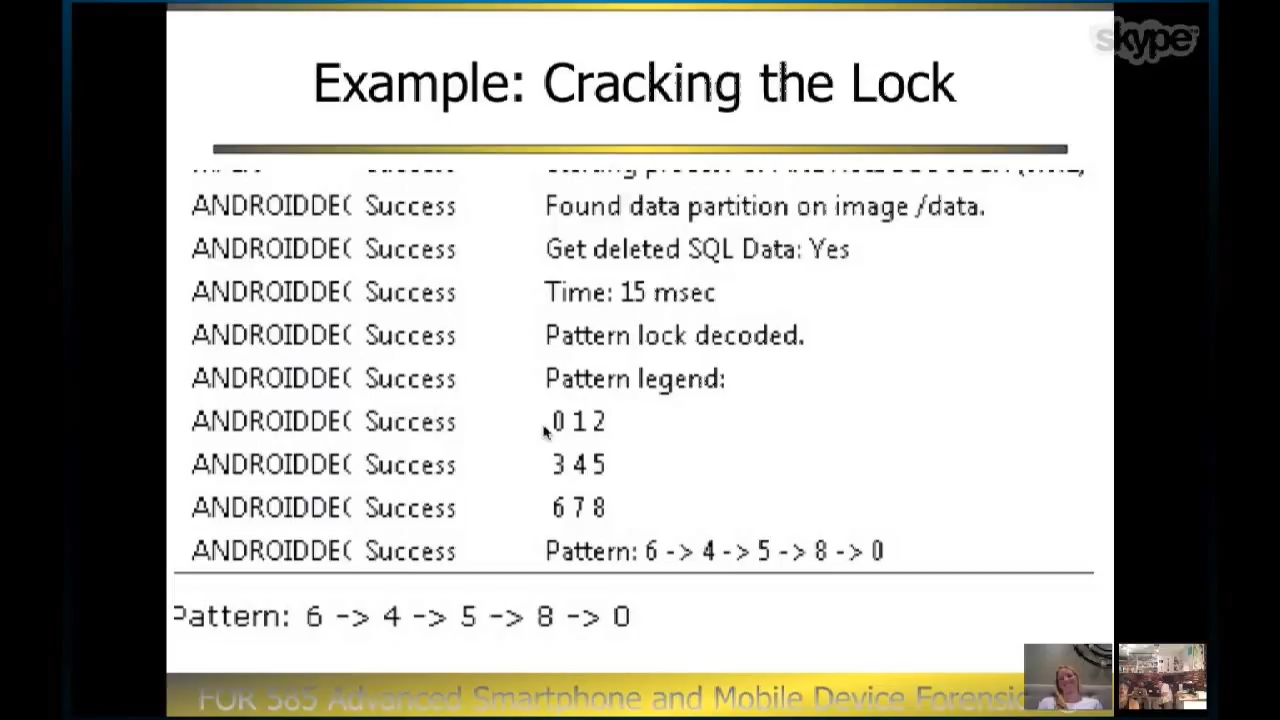 skype
Example: Cracking the Lock
ANDROIDDE( Success Found data partition on image /data.
ANDROIDDE( Success Get deleted SQL Data: Yes
ANDROIDDE( Success Time: 15 msec
ANDROIDDE( Success Pattern lock decoded.
ANDROIDDE( Success Pattern legend:
ANDROIDDE( Success 0 1 2
ANDROIDDE( Success 3 4 5
ANDROIDDE( Success 6 7 8
ANDROIDDE( Success Pattern: 6 -> 4 -> 5 -> 8 -> 0
Pattern: 6 -> 4 -> 5 -> 8 -> 0
FOR 585 Advanced Smartphone and Mobile Device Forensic